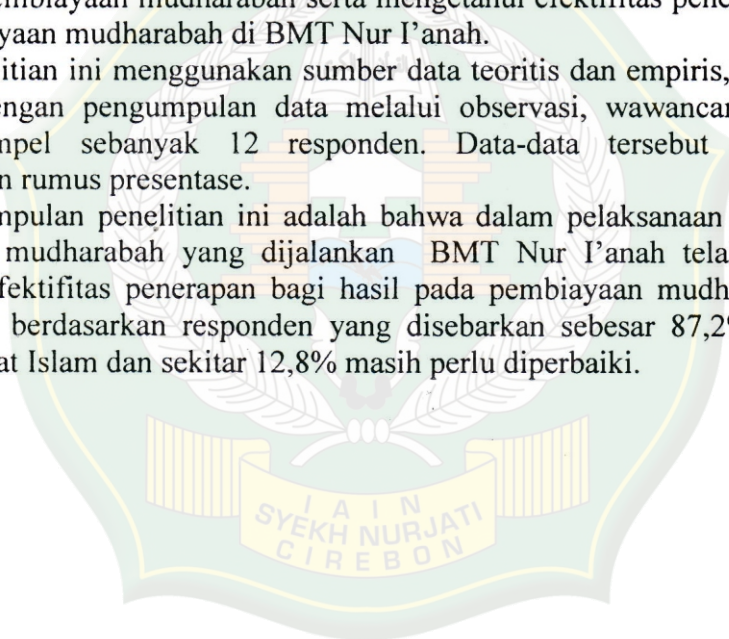 embiayaan mudharabah serta mengetahui efektifitas pene
yaan mudharabah di BMT Nur I'anah.
itian ini menggunakan sumber data teoritis dan empiris,
engan pengumpulan data melalui observasi, wawancar
mpel sebanyak 12 responden. Data-data tersebut
n rumus presentase.
mpulan penelitian ini adalah bahwa dalam pelaksanaan
mudharabah yang dijalankan BMT Nur I'anah tela
fektifitas penerapan bagi hasil pada pembiayaan mudh
berdasarkan responden yang disebarkan sebesar 87,2%
at Islam dan sekitar 12,8% masih perlu diperbaiki.
IAIN
SYEKH NURJATI
CIREBON